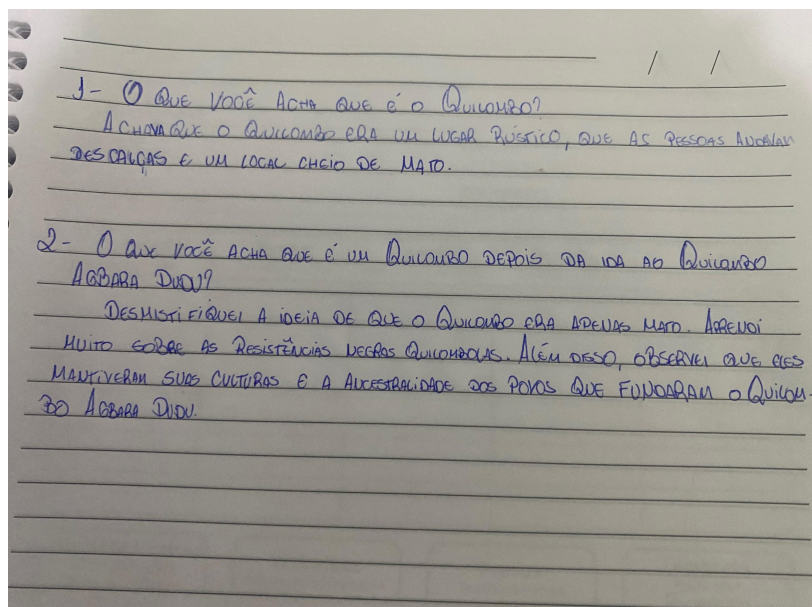 / /
1- O QUE VOCÊ ACHA QUE É O QUILOMBO?
ACHAVA QUE O QUILOMBO ERA UM LUGAR RÚSTICO, QUE AS PESSOAS ANDAVAM
DESCALÇAS E UM LOCAL CHEIO DE MATO.
2- O QUE VOCÊ ACHA QUE É UM QUILOMBO DEPOIS DA IDA AO QUILOMBO
AGBARA DUDU?
DESMISTIFIQUEI A IDEIA DE QUE O QUILOMBO ERA APENAS MATO. APRENDI
MUITO SOBRE AS RESISTÊNCIAS NEGRAS QUILOMBOLAS. ALÉM DISSO, OBSERVEI QUE ELES
MANTIVERAM SUAS CULTURAS E A ANCESTRALIDADE DOS POVOS QUE FUNDARAM O QUILOM-
BO AGBARA DUDU.